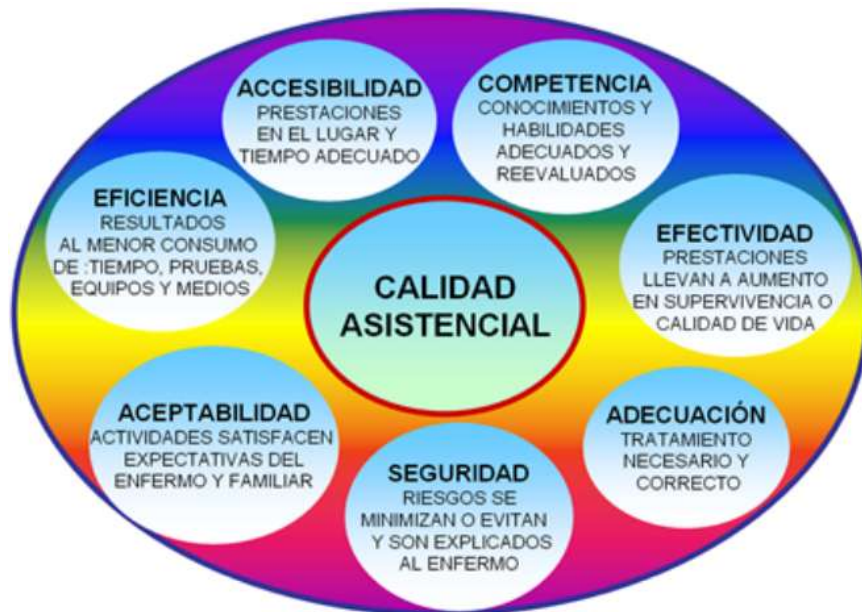 ACCESIBILIDAD
PRESTACIONES
EN EL LUGAR Y
TIEMPO ADECUADO
COMPETENCIA
CONOCIMIENTOS Y
HABILIDADES
ADECUADOS Y
REEVALUADOS
EFICIENCIA
RESULTADOS
AL MENOR CONSUMO
DE :TIEMPO, PRUEBAS,
EQUIPOS Y MEDIOS
EFECTIVIDAD
PRESTACIONES
LLEVAN A AUMENTO
EN SUPERVIVENCIA O
CALIDAD DE VIDA
CALIDAD
ASISTENCIAL
ACEPTABILIDAD
ACTIVIDADES SATISFACEN
EXPECTATIVAS DEL
ENFERMO Y FAMILIAR
SEGURIDAD
RIESGOS SE
MINIMIZAN O EVITAN
Y SON EXPLICADOS
AL ENFERMO
ADECUACIÓN
TRATAMIENTO
NECESARIO Y
CORRECTO